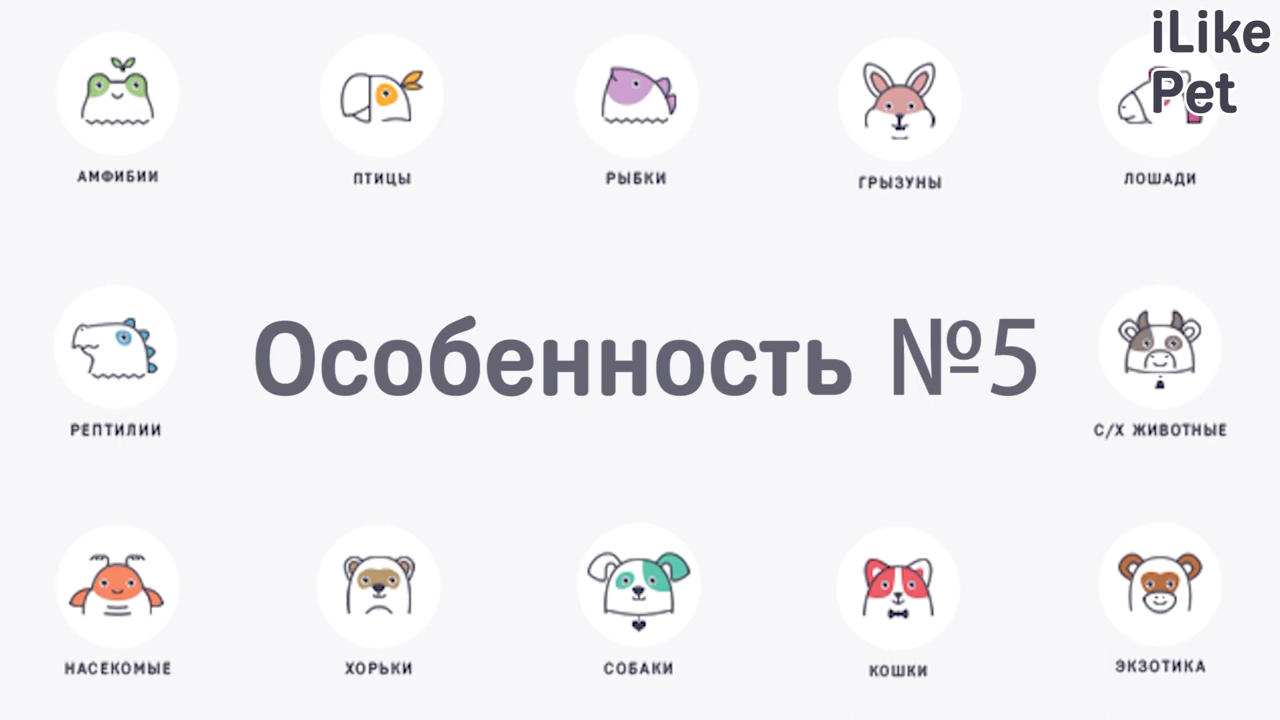 iLike
Pet
АМФИБИИ
ПТИЦЫ
РЫБКИ
ГРЫЗУНЫ
ЛОШАДИ
РЕПТИЛИИ
Особенность №5
С/Х ЖИВОТНЫЕ
НАСЕКОМЫЕ
ХОРЬКИ
СОБАКИ
КОШКИ
ЭКЗОТИКА